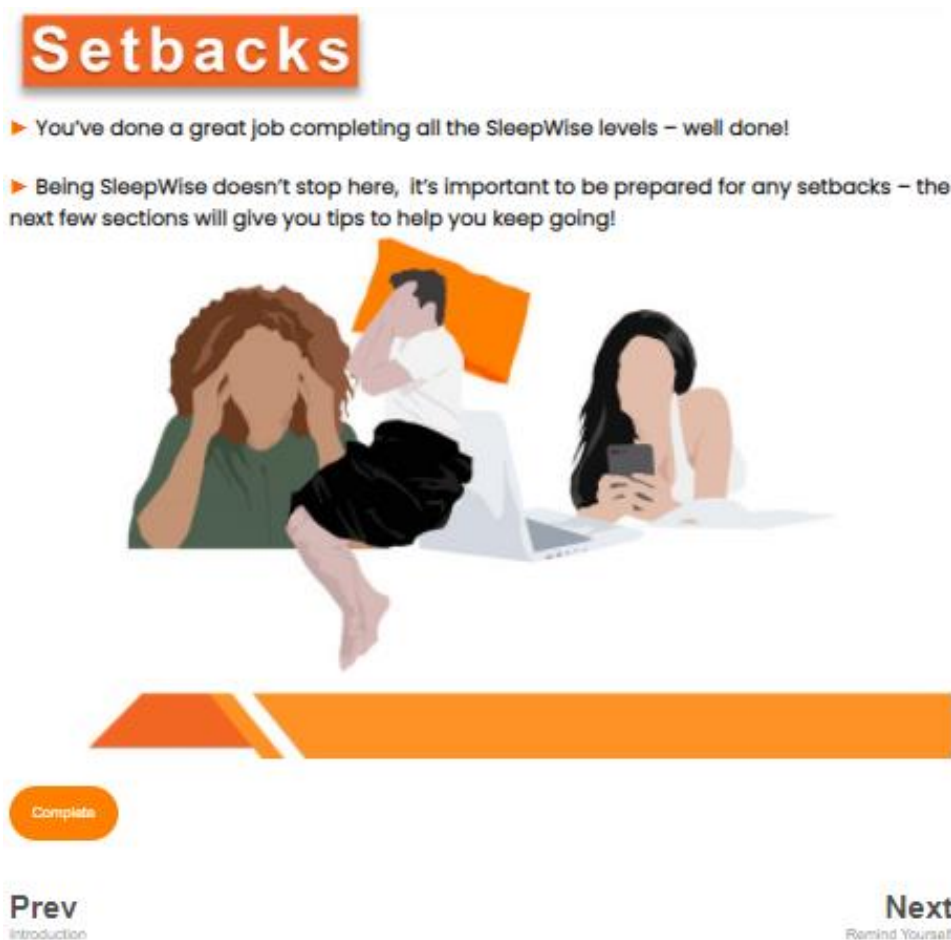 Setbacks
► You've done a great job completing all the SleepWise levels – well done!
► Being SleepWise doesn't stop here, it's important to be prepared for any setbacks – the
next few sections will give you tips to help you keep going!
Complete
Prev
Next
Introduction
Remind Yourself